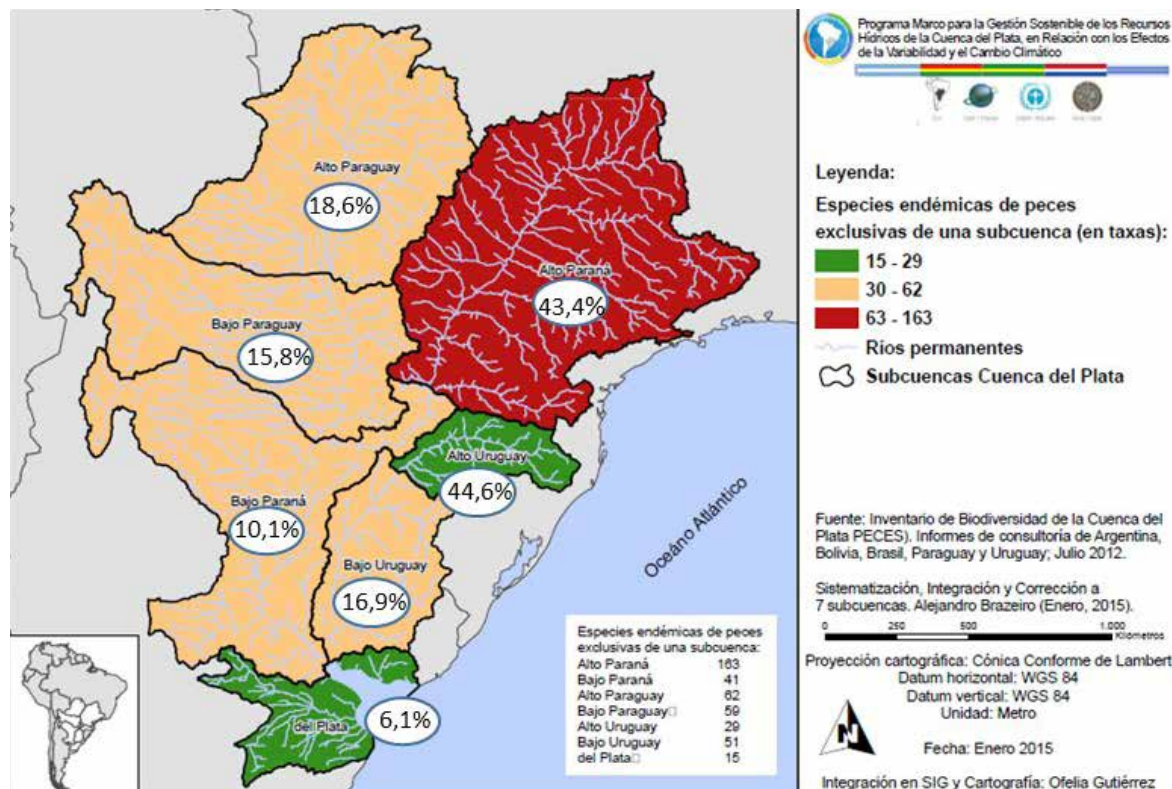 Alto Paraguay
18,6%
Alto Paraná
43,4%
Bajo Paraguay
15,8%
Alto Uruguay
44,6%
Bajo Paraná
10,1%
Bajo Uruguay
16,9%
del Plata
6,1%
Oceáno Atlántico
Especies endémicas de peces
exclusivas de una subcuenca:
Alto Paraná 163
Bajo Paraná 41
Alto Paraguay 62
Bajo Paraguay□ 59
Alto Uruguay 29
Bajo Uruguay 51
del Plata□ 15
Programa Marco para la Gestión Sostenible de los Recursos
Hídricos de la Cuenca del Plata, en Relación con los Efectos
de la Variabilidad y el Cambio Climático
Leyenda:
Especies endémicas de peces
exclusivas de una subcuenca (en taxas):
15 - 29
30 - 62
63 - 163
Ríos permanentes
Subcuencas Cuenca del Plata
Fuente: Inventario de Biodiversidad de la Cuenca del
Plata PECES). Informes de consultoría de Argentina,
Bolivia, Brasil, Paraguay y Uruguay; Julio 2012.
Sistematización, Integración y Corrección a
7 subcuencas. Alejandro Brazeiro (Enero, 2015).
0 250 500 1.000
Kilómetros
Proyección cartográfica: Cónica Conforme de Lambert
Datum horizontal: WGS 84
Datum vertical: WGS 84
Unidad: Metro
N
Fecha: Enero 2015
Integración en SIG y Cartografía: Ofelia Gutiérrez